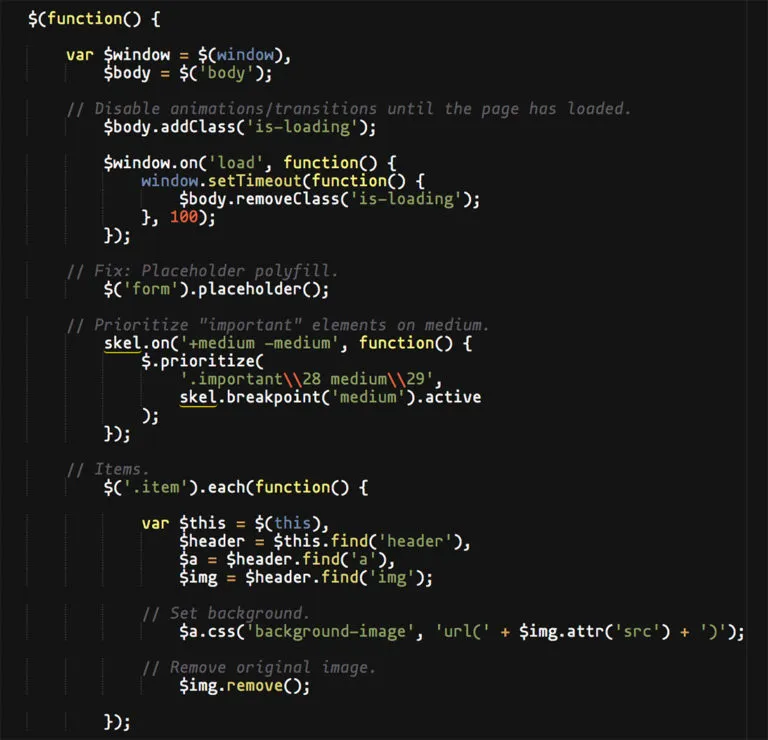 $(function() {
var $window = $(window),
$body = $('body');
// Disable animations/transitions until the page has loaded.
$body.addClass('is-loading');
$window.on('load', function() {
window.setTimeout(function() {
$body.removeClass('is-loading');
}, 100);
});
// Fix: Placeholder polyfill.
$('form').placeholder();
// Prioritize "important" elements on medium.
skel.on('+medium -medium', function() {
$.prioritize(
'.important\\28 medium\\29',
skel.breakpoint('medium').active
);
});
// Items.
$('.item').each(function() {
var $this = $(this),
$header = $this.find('header'),
$a = $header.find('a'),
$img = $header.find('img');
// Set background.
$a.css('background-image', 'url(' + $img.attr('src') + ')');
// Remove original image.
$img.remove();
});